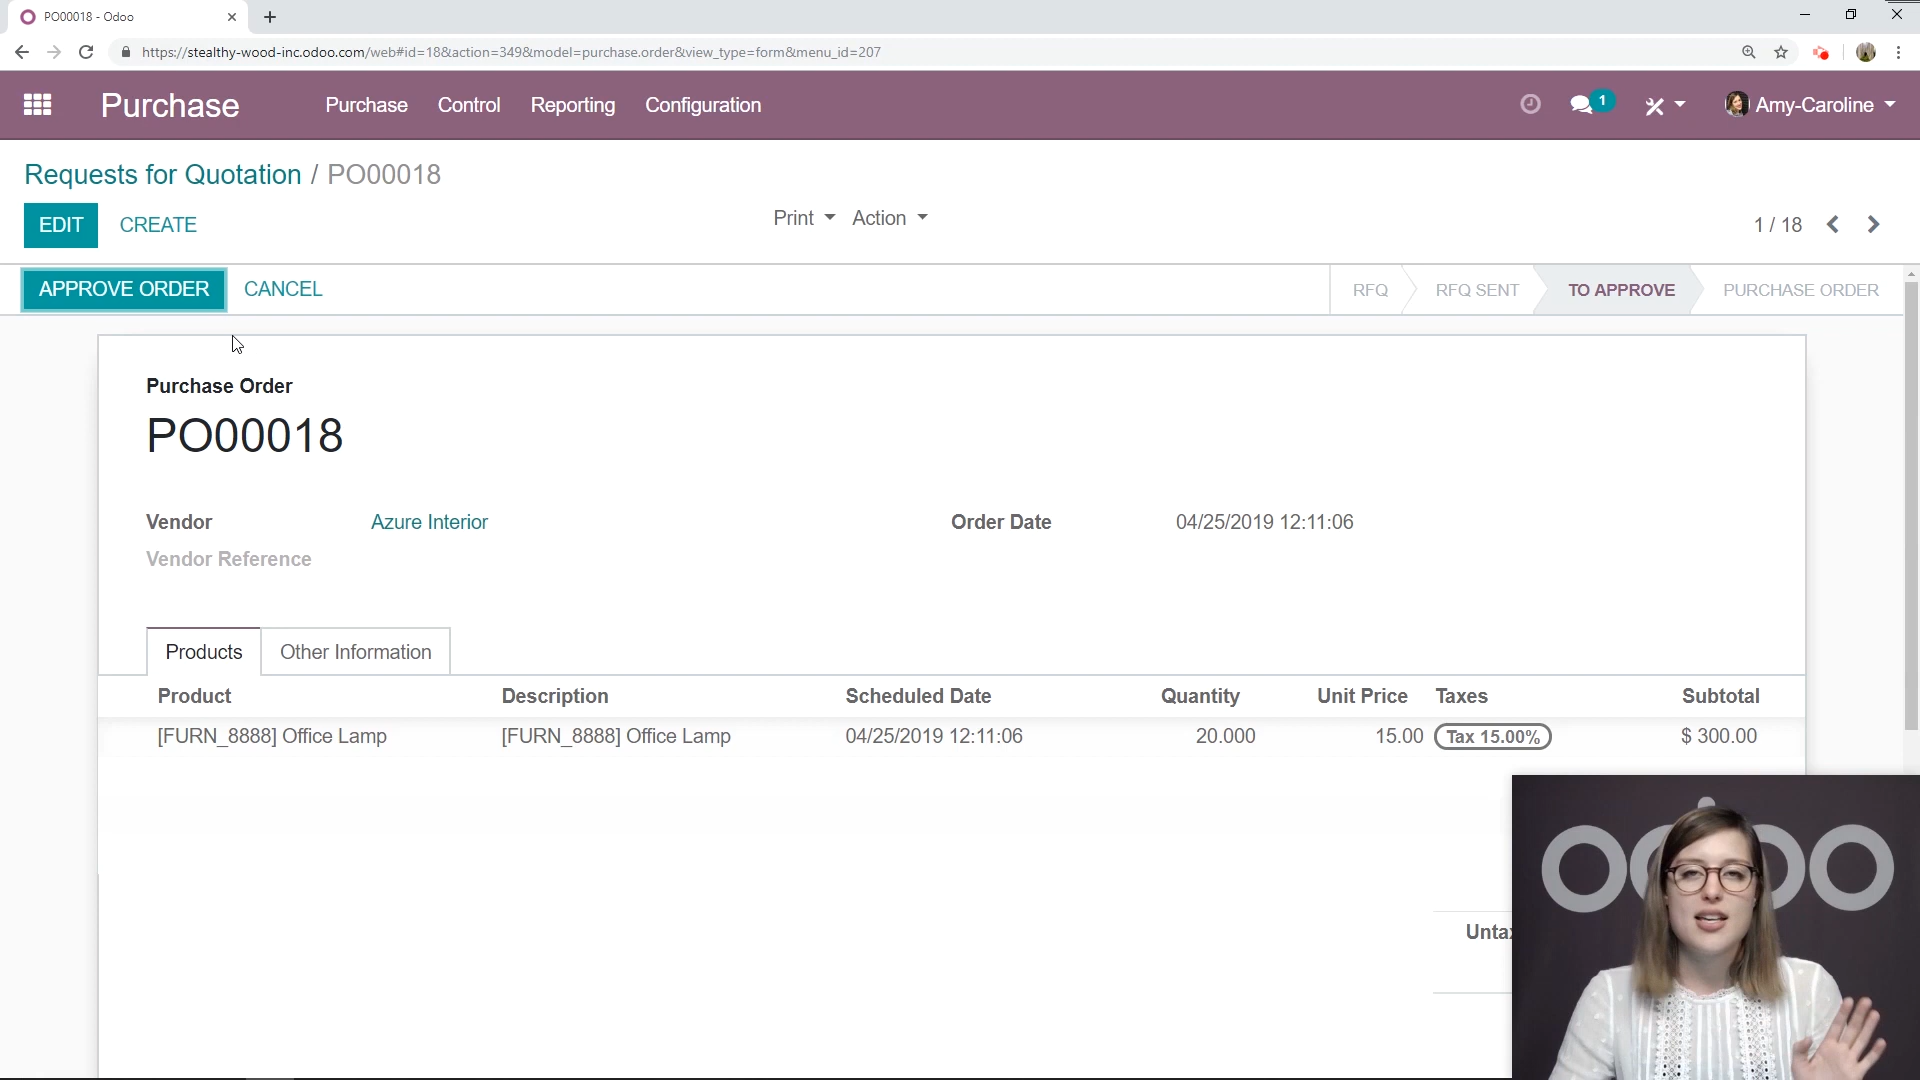 PO00018 - Odoo
https://stealthy-wood-inc.odoo.com/web#id=18&action=349&model=purchase.order&view_type=form&menu_id=207
Purchase
Purchase Control Reporting Configuration
1
Amy-Caroline
Requests for Quotation / PO00018
EDIT CREATE
Print Action
1 / 18
APPROVE ORDER CANCEL
RFQ RFQ SENT TO APPROVE PURCHASE ORDER
Purchase Order
PO00018
Vendor Azure Interior Order Date 04/25/2019 12:11:06
Vendor Reference
Products Other Information
Product Description Scheduled Date Quantity Unit Price Taxes Subtotal
[FURN_8888] Office Lamp [FURN_8888] Office Lamp 04/25/2019 12:11:06 20.000 15.00 Tax 15.00% $ 300.00